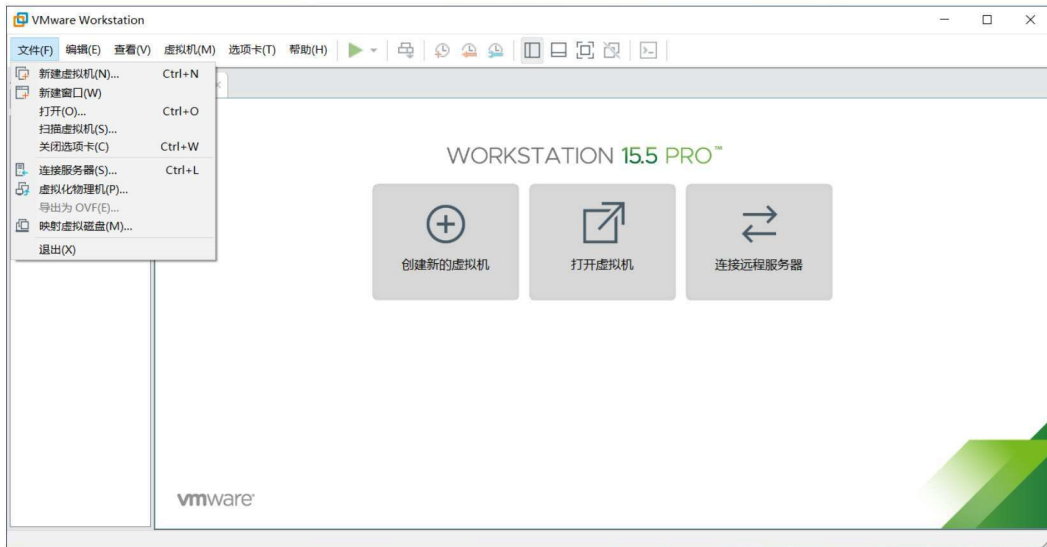 VMware Workstation
文件(F) 编辑(E) 查看(V) 虚拟机(M) 选项卡(T) 帮助(H)
新建虚拟机(N)... Ctrl+N
新建窗口(W)
打开(O)... Ctrl+O
扫描虚拟机(S)...
关闭选项卡(C) Ctrl+W
连接服务器(S)... Ctrl+L
虚拟化物理机(P)...
导出为 OVF(E)...
映射虚拟磁盘(M)...
退出(X)
WORKSTATION 15.5 PRO™
创建新的虚拟机 打开虚拟机 连接远程服务器
vmware